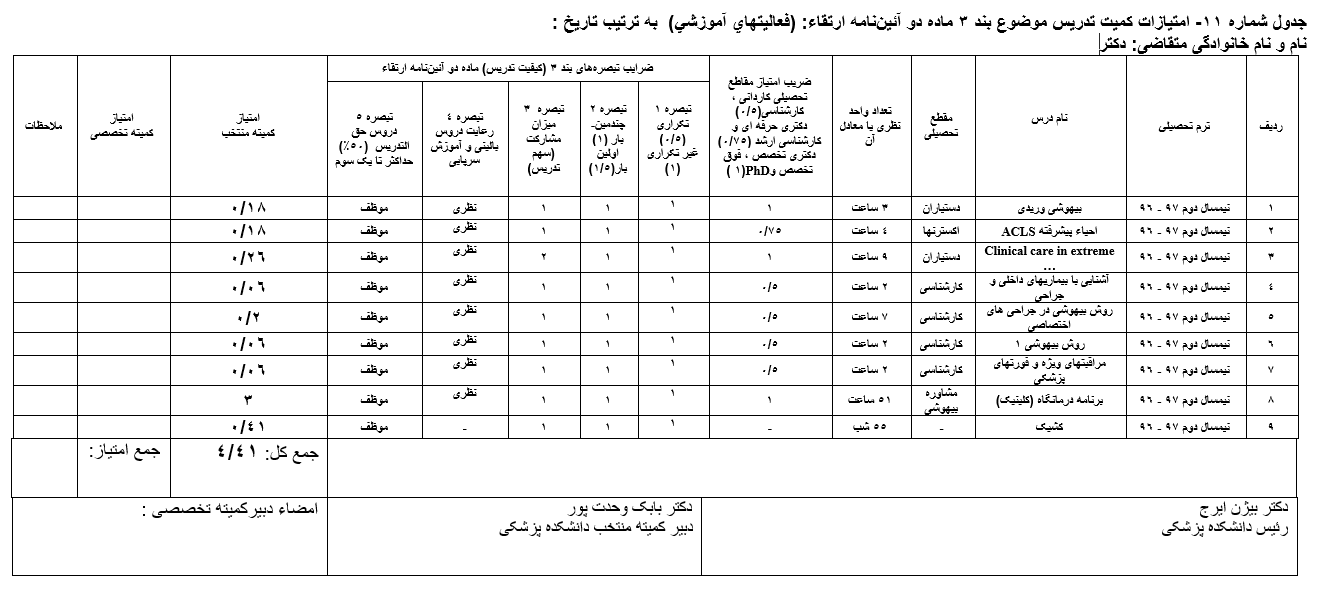 جدول شماره ۱۱- امتیازات کمیت تدریس موضوع بند ۳ ماده دو آئین‌نامه ارتقاء: (فعالیتهاي آموزشي) به ترتیب تاریخ :
نام و نام خانوادگی متقاضی: دکتر
ردیف
ترم تحصیلی
نام درس
مقطع
تحصیلی
تعداد واحد
نظری یا معادل
آن
ضریب امتیاز مقاطع
تحصیلی کاردانی ،
کارشناسی(۰/۵)
دکتری حرفه ای و
کارشناسی ارشد (۰/۷۵)
دکتری تخصص ، فوق
تخصص وPhD(۱ )
ضرایب تبصره‌های بند ۳ (کیفیت تدریس) ماده دو آئین‌نامه ارتقاء
تبصره ۱
تکراری
(۰/۵)
غیر تکراری
(۱)
تبصره ۲
چندمین-
بار (۱)
اولین
بار(۱/۵)
تبصره ۳
میزان
مشارکت
(سهم
تدریس)
تبصره ٤
رعایت دروس
بالینی و آموزش
سرپایی
تبصره ۵
دروس حق
التدریس (۵۰٪)
حداکثر تا یک سوم
امتیاز
کمیته منتخب
امتیاز
کمیته تخصصی
ملاحظات
۱ نیمسال دوم ۹۷ - ۹۶ بیهوشی وریدی دستیاران ۳ ساعت ۱ ۱ ۱ ۱ نظری موظف ۰/۱۸
۲ نیمسال دوم ۹۷ - ۹۶ احیاء پیشرفته ACLS اکسترنها ٤ ساعت ۰/۷۵ ۱ ۱ ۱ نظری موظف ۰/۱۸
۳ نیمسال دوم ۹۷ - ۹۶ Clinical care in extreme دستیاران ۹ ساعت ۱ ۱ ۱ ۲ نظری موظف ۰/۲٦
...
٤ نیمسال دوم ۹۷ - ۹۶ آشنایی با بیماریهای داخلی و کارشناسی ۲ ساعت ۰/۵ ۱ ۱ ۱ نظری موظف ۰/۰٦
جراحی
۵ نیمسال دوم ۹۷ - ۹۶ روش بیهوشی در جراحی های کارشناسی ۷ ساعت ۰/۵ ۱ ۱ ۱ نظری موظف ۰/۲
اختصاصی
٦ نیمسال دوم ۹۷ - ۹۶ روش بیهوشی ۱ کارشناسی ۲ ساعت ۰/۵ ۱ ۱ ۱ نظری موظف ۰/۰٦
۷ نیمسال دوم ۹۷ - ۹۶ مراقبتهای ویژه و فورتهای کارشناسی ۲ ساعت ۰/۵ ۱ ۱ ۱ نظری موظف ۰/۰٦
پزشکی
۸ نیمسال دوم ۹۷ - ۹۶ برنامه درمانگاه (کلینیک) مشاوره ۵۱ ساعت ۱ ۱ ۱ ۱ نظری موظف ۳
بیهوشی
۹ نیمسال دوم ۹۷ - ۹۶ کشیک - ۵۵ شب - ۱ ۱ ۱ - موظف ۰/٤۱
جمع کل: ٤/٤۱
جمع امتیاز:
دکتر بیژن ایرج
رئیس دانشکده پزشکی
دکتر بابک وحدت پور
دبیر کمیته منتخب دانشکده پزشکی
امضاء دبیرکمیته تخصصی :